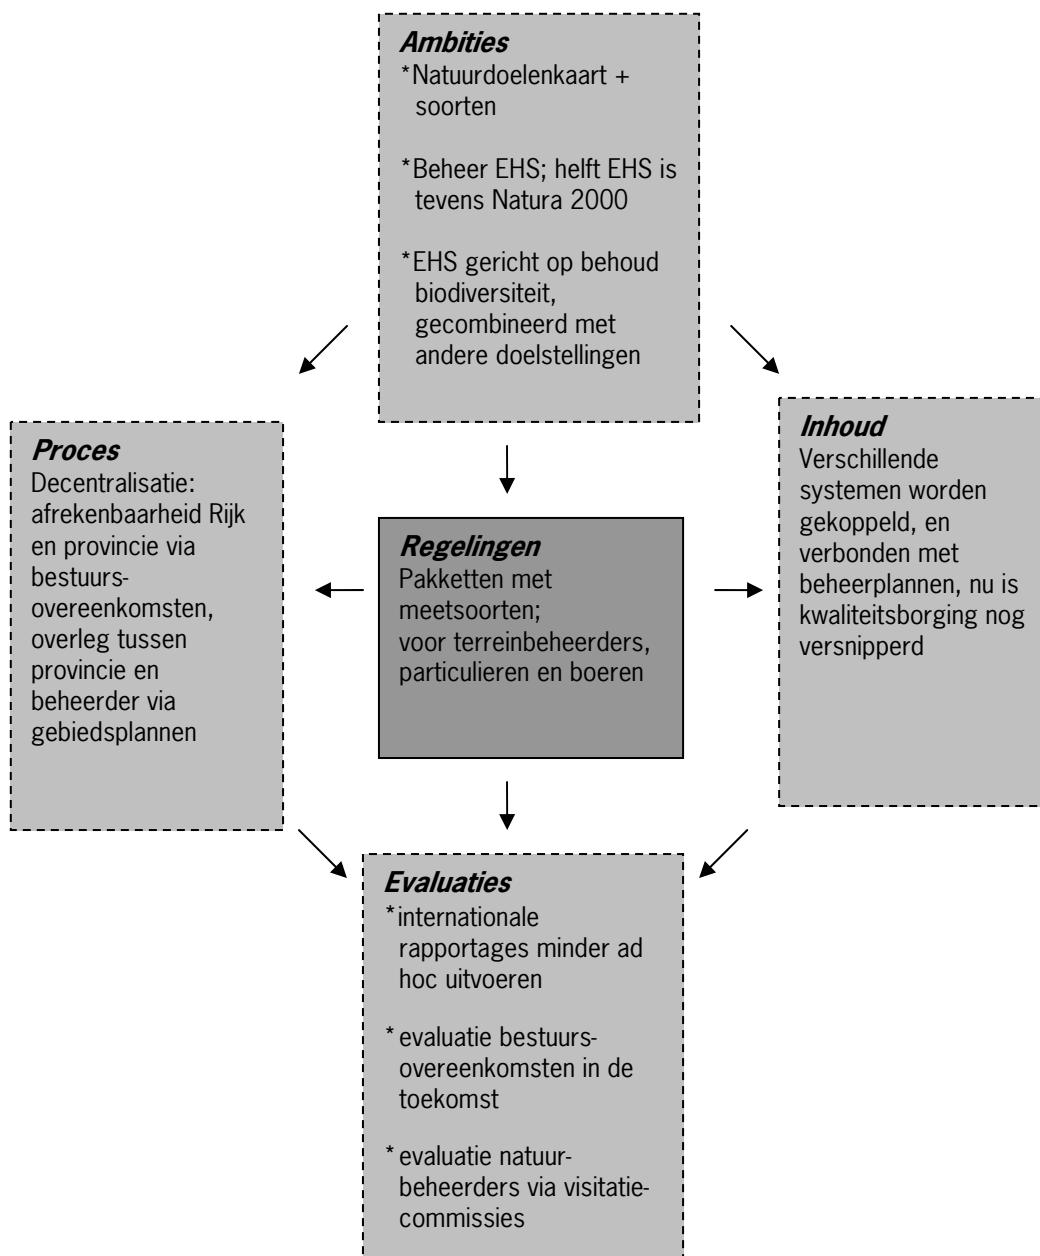 Ambities
*Natuurdoelenkaart +
soorten
*Beheer EHS; helft EHS is
tevens Natura 2000
*EHS gericht op behoud
biodiversiteit,
gecombineerd met
andere doelstellingen
Proces
Decentralisatie:
afrekenbaarheid Rijk
en provincie via
bestuurs-
overeenkomsten,
overleg tussen
provincie en
beheerder via
gebiedsplannen
Regelingen
Pakketten met
meetsoorten;
voor terreinbeheerders,
particulieren en boeren
Inhoud
Verschillende
systemen worden
gekoppeld, en
verbonden met
beheerplannen, nu is
kwaliteitsborging nog
versnipperd
Evaluaties
*internationale
rapportages minder ad
hoc uitvoeren
* evaluatie bestuurs-
overeenkomsten in de
toekomst
* evaluatie natuur-
beheerders via visitatie-
commissies